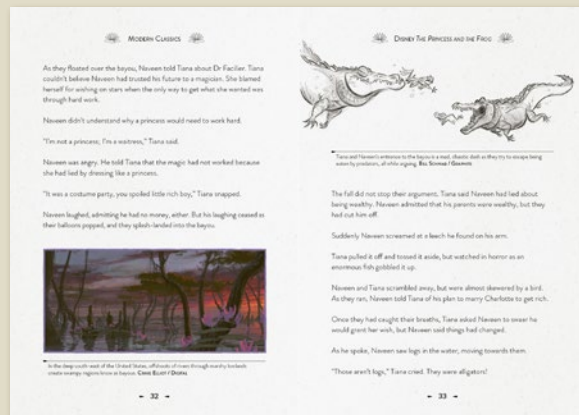 MODERN CLASSICS
As they floated over the bayou, Naveen told Tiana about Dr Facilier. Tiana
couldn't believe Naveen had trusted his future to a magician. She blamed
herself for wishing on stars when the only way to get what she wanted was
through hard work.
Naveen didn't understand why a princess would need to work hard.
"I'm not a princess; I'm a waitress," Tiana said.
Naveen was angry. He told Tiana that the magic had not worked because
she had lied by dressing like a princess.
"It was a costume party, you spoiled little rich boy," Tiana snapped.
Naveen laughed, admitting he had no money, either. But his laughing ceased as
their balloons popped, and they splash-landed into the bayou.
In the deep south-east of the United States, offshoots of rivers through marshy lowlands
create swampy regions know as bayous. CRAIG ELLIOT / DIGITAL
32
DISNEY THE PRINCESS AND THE FROG
Tiana and Naveen's entrance to the bayou is a mad, chaotic dash as they try to escape being
eaten by predators, all while arguing. BILL SCHWAB / GRAPHITE
The fall did not stop their argument. Tiana said Naveen had lied about
being wealthy. Naveen admitted that his parents were wealthy, but they
had cut him off.
Suddenly Naveen screamed at a leech he found on his arm.
Tiana pulled it off and tossed it aside, but watched in horror as an
enormous fish gobbled it up.
Naveen and Tiana scrambled away, but were almost skewered by a bird.
As they ran, Naveen told Tiana of his plan to marry Charlotte to get rich.
Once they had caught their breaths, Tiana asked Naveen to swear he
would grant her wish, but Naveen said things had changed.
As he spoke, Naveen saw logs in the water, moving towards them.
"Those aren't logs," Tiana cried. They were alligators!
33